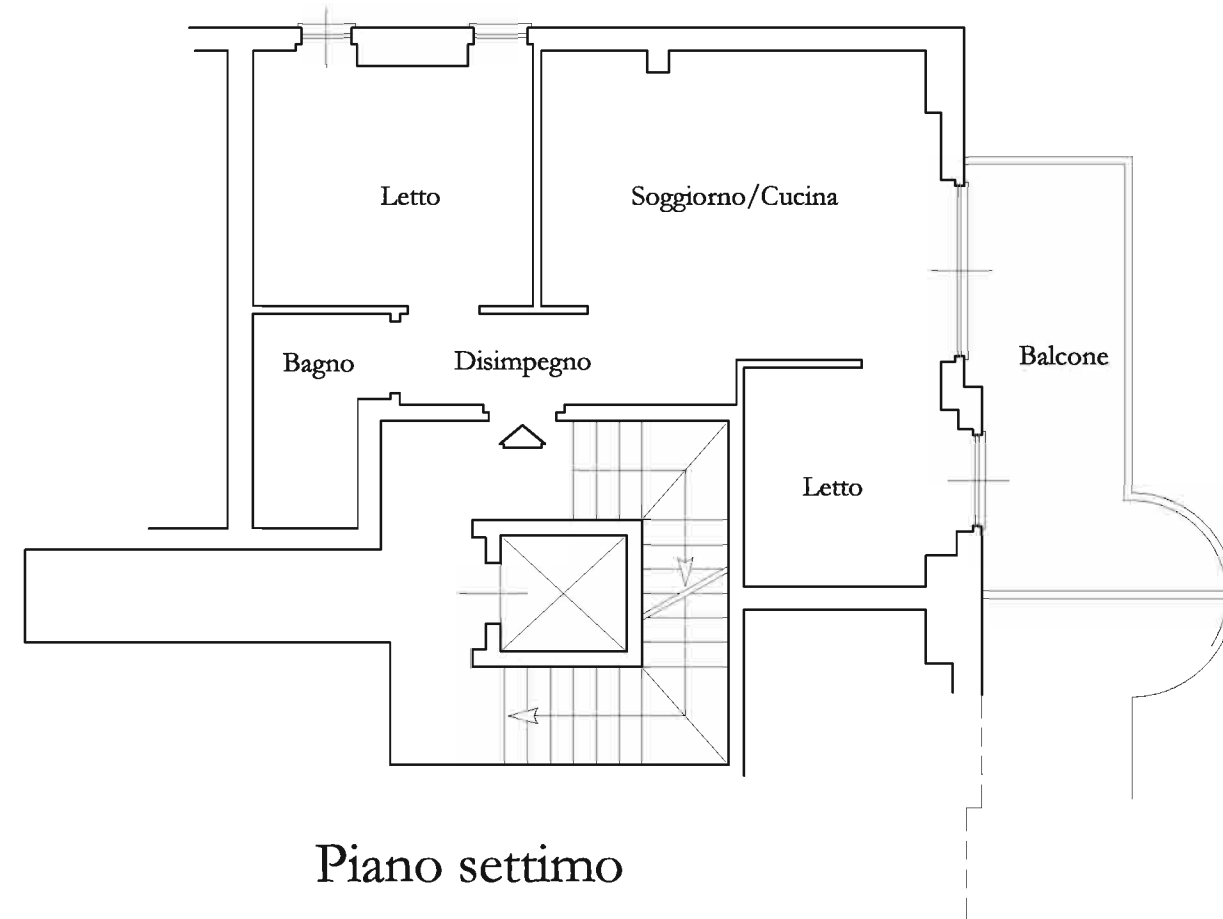 Letto
Soggiorno/Cucina
Bagno
Disimpegno
Balcone
Letto
Piano settimo